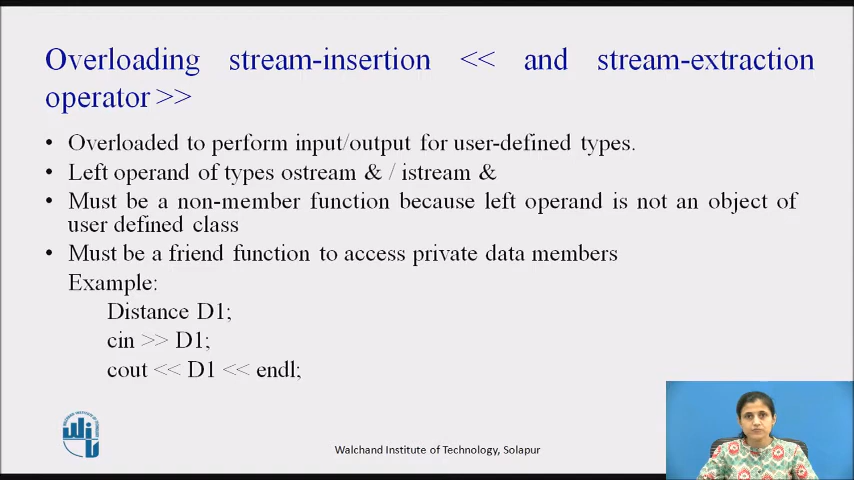 Overloading stream-insertion << and stream-extraction
operator>>
• Overloaded to perform input/output for user-defined types.
• Left operand of types ostream & / istream &
• Must be a non-member function because left operand is not an object of
user defined class
• Must be a friend function to access private data members
Example:
Distance D1;
cin >> D1;
cout << D1 << endl;
Walchand Institute of Technology, Solapur